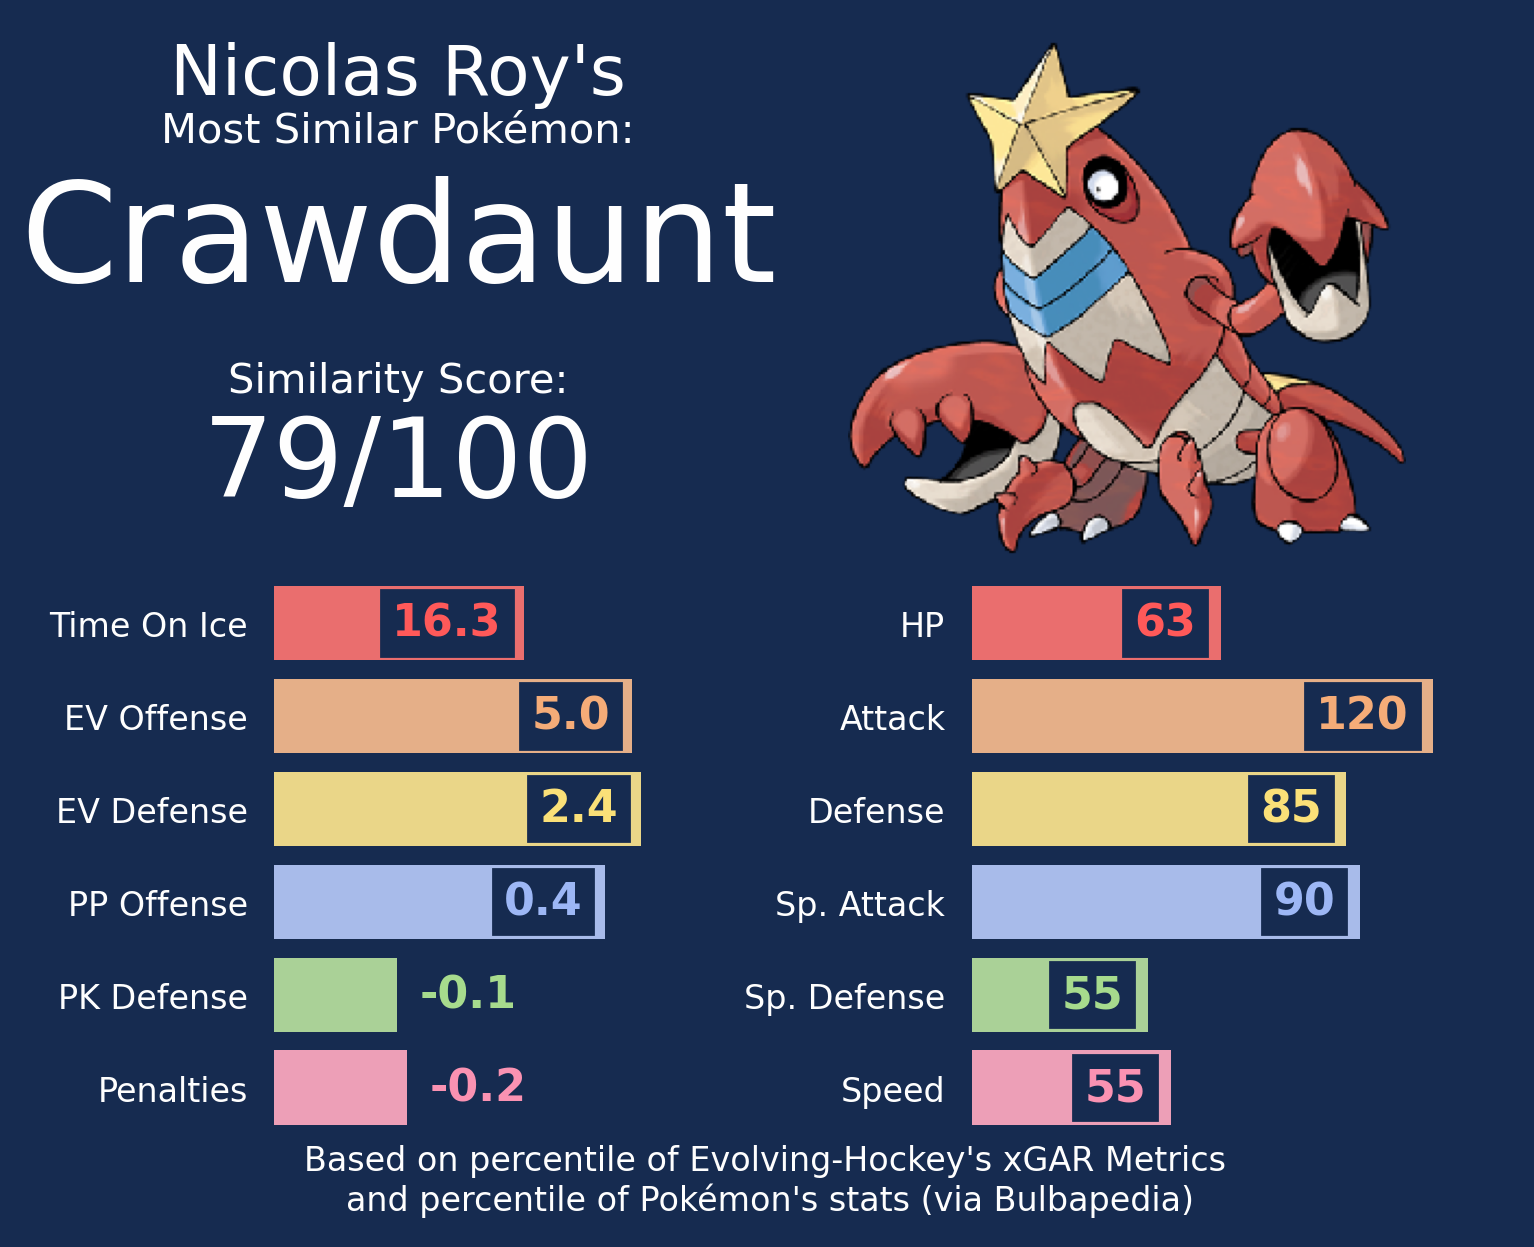 Nicolas Roy's
Most Similar Pokémon:
Crawdaunt
Similarity Score:
79/100
Time On Ice 16.3
EV Offense 5.0
EV Defense 2.4
PP Offense 0.4
PK Defense -0.1
Penalties -0.2
HP 63
Attack 120
Defense 85
Sp. Attack 90
Sp. Defense 55
Speed 55
Based on percentile of Evolving-Hockey's xGAR Metrics
and percentile of Pokémon's stats (via Bulbapedia)